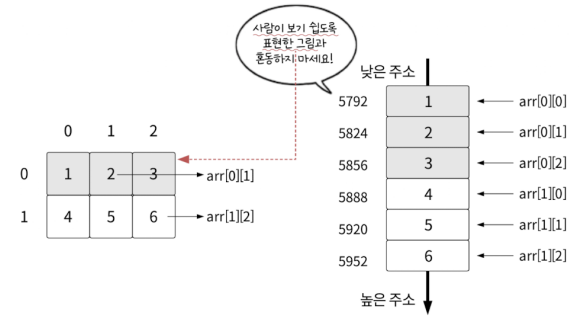 사람이 보기 쉽도록
표현한 그림과
혼동하지 마세요!
0 1 2
0 1 2 3 arr[0][1]
1 4 5 6 arr[1][2]
낮은 주소
5792 1 arr[0][0]
5824 2 arr[0][1]
5856 3 arr[0][2]
5888 4 arr[1][0]
5920 5 arr[1][1]
5952 6 arr[1][2]
높은 주소